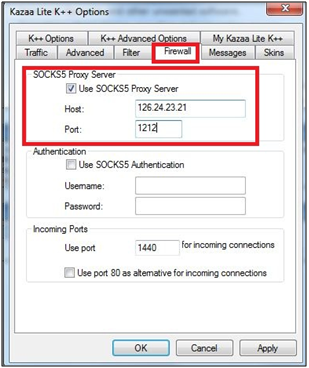 Kazaa Lite K++ Options
K++ Options K++ Advanced Options My Kazaa Lite K++
Traffic Advanced Filter Firewall Messages Skins
SOCKS5 Proxy Server
Use SOCKS5 Proxy Server
Host: 126.24.23.21
Port: 1212
Authentication
Use SOCKS5 Authentication
Username:
Password:
Incoming Ports
Use port 1440 for incoming connections
Use port 80 as alternative for incoming connections
OK Cancel Apply